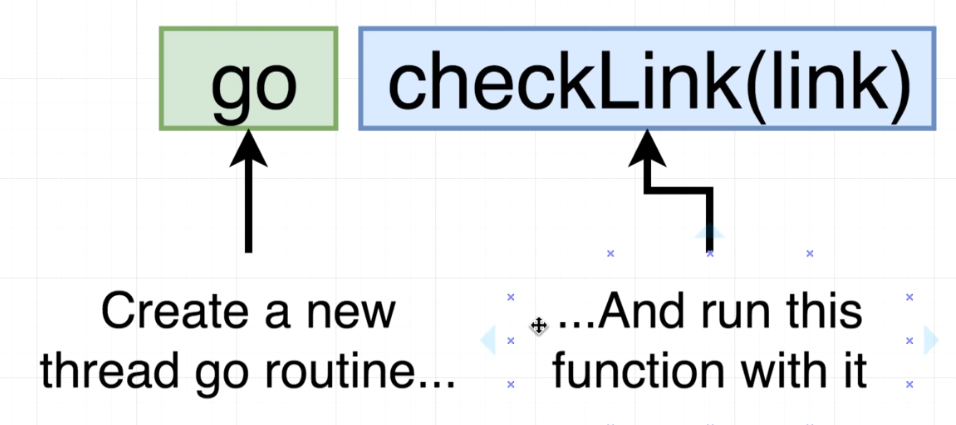 go checkLink(link)
Create a new
thread go routine...
...And run this
function with it